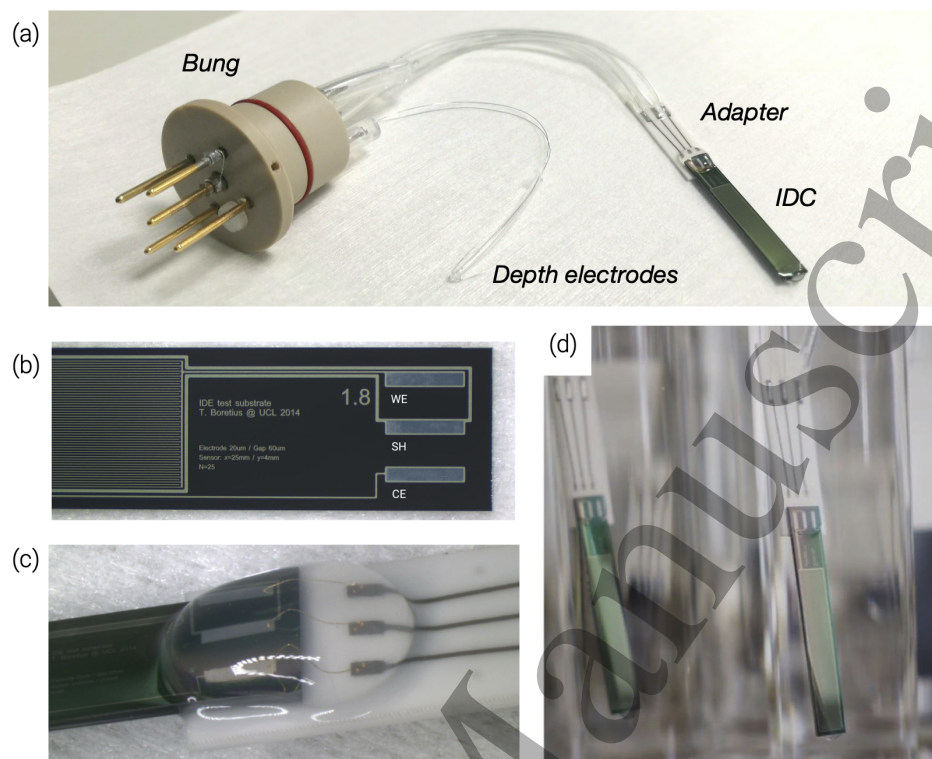 (a)
Bung
Adapter
IDC
Depth electrodes
(b)
IDE test substrate
T. Boretius @ UCL 2014
1.8
Electrode 20um / Gap 60um
Sensor: x=25mm / y=4mm
N=25
WE
SH
CE
(c)
(d)
Manuscri